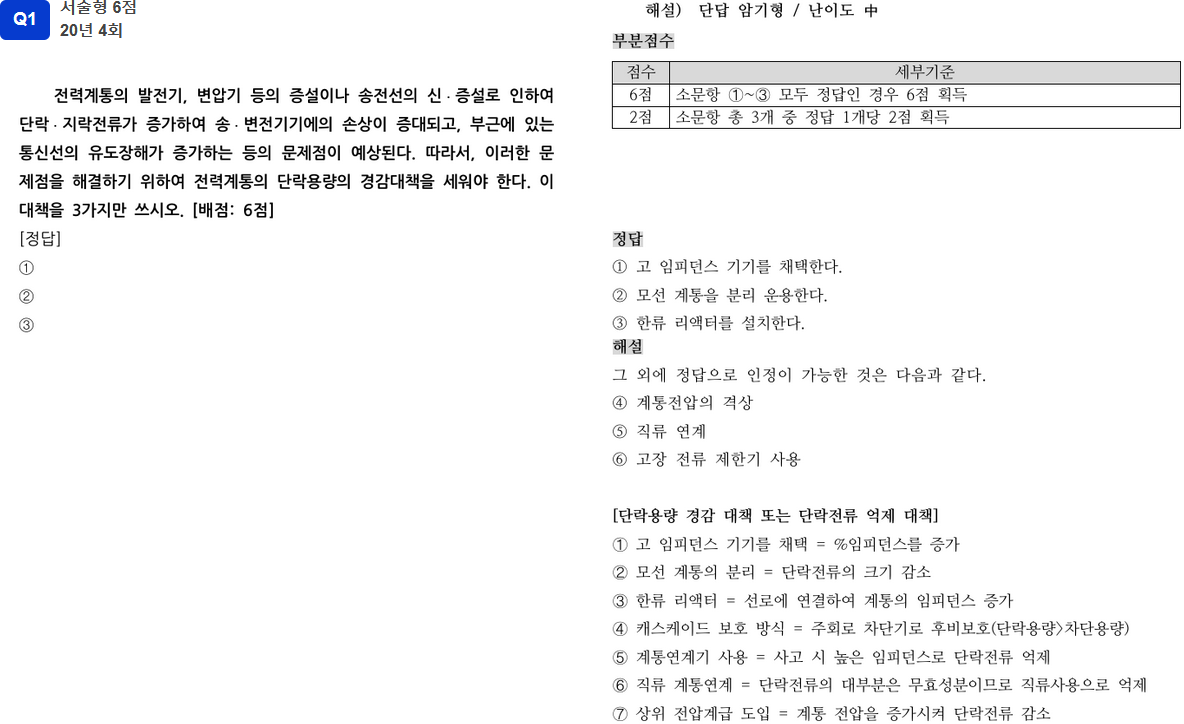 Q1
서술형 6점
20년 4회
전력계통의 발전기, 변압기 등의 증설이나 송전선의 신·증설로 인하여
단락·지락전류가 증가하여 송·변전기기에의 손상이 증대되고, 부근에 있는
통신선의 유도장해가 증가하는 등의 문제점이 예상된다. 따라서, 이러한 문
제점을 해결하기 위하여 전력계통의 단락용량의 경감대책을 세워야 한다. 이
대책을 3가지만 쓰시오. [배점: 6점]
[정답]
①
②
③
해설) 단답 암기형 / 난이도 中
부분점수
점수 세부기준
6점 소문항 ①~③ 모두 정답인 경우 6점 획득
2점 소문항 총 3개 중 정답 1개당 2점 획득
정답
① 고 임피던스 기기를 채택한다.
② 모선 계통을 분리 운용한다.
③ 한류 리액터를 설치한다.
해설
그 외에 정답으로 인정이 가능한 것은 다음과 같다.
④ 계통전압의 격상
⑤ 직류 연계
⑥ 고장 전류 제한기 사용
[단락용량 경감 대책 또는 단락전류 억제 대책]
① 고 임피던스 기기를 채택 = %임피던스를 증가
② 모선 계통의 분리 = 단락전류의 크기 감소
③ 한류 리액터 = 선로에 연결하여 계통의 임피던스 증가
④ 캐스케이드 보호 방식 = 주회로 차단기로 후비보호(단락용량>차단용량)
⑤ 계통연계기 사용 = 사고 시 높은 임피던스로 단락전류 억제
⑥ 직류 계통연계 = 단락전류의 대부분은 무효성분이므로 직류사용으로 억제
⑦ 상위 전압계급 도입 = 계통 전압을 증가시켜 단락전류 감소